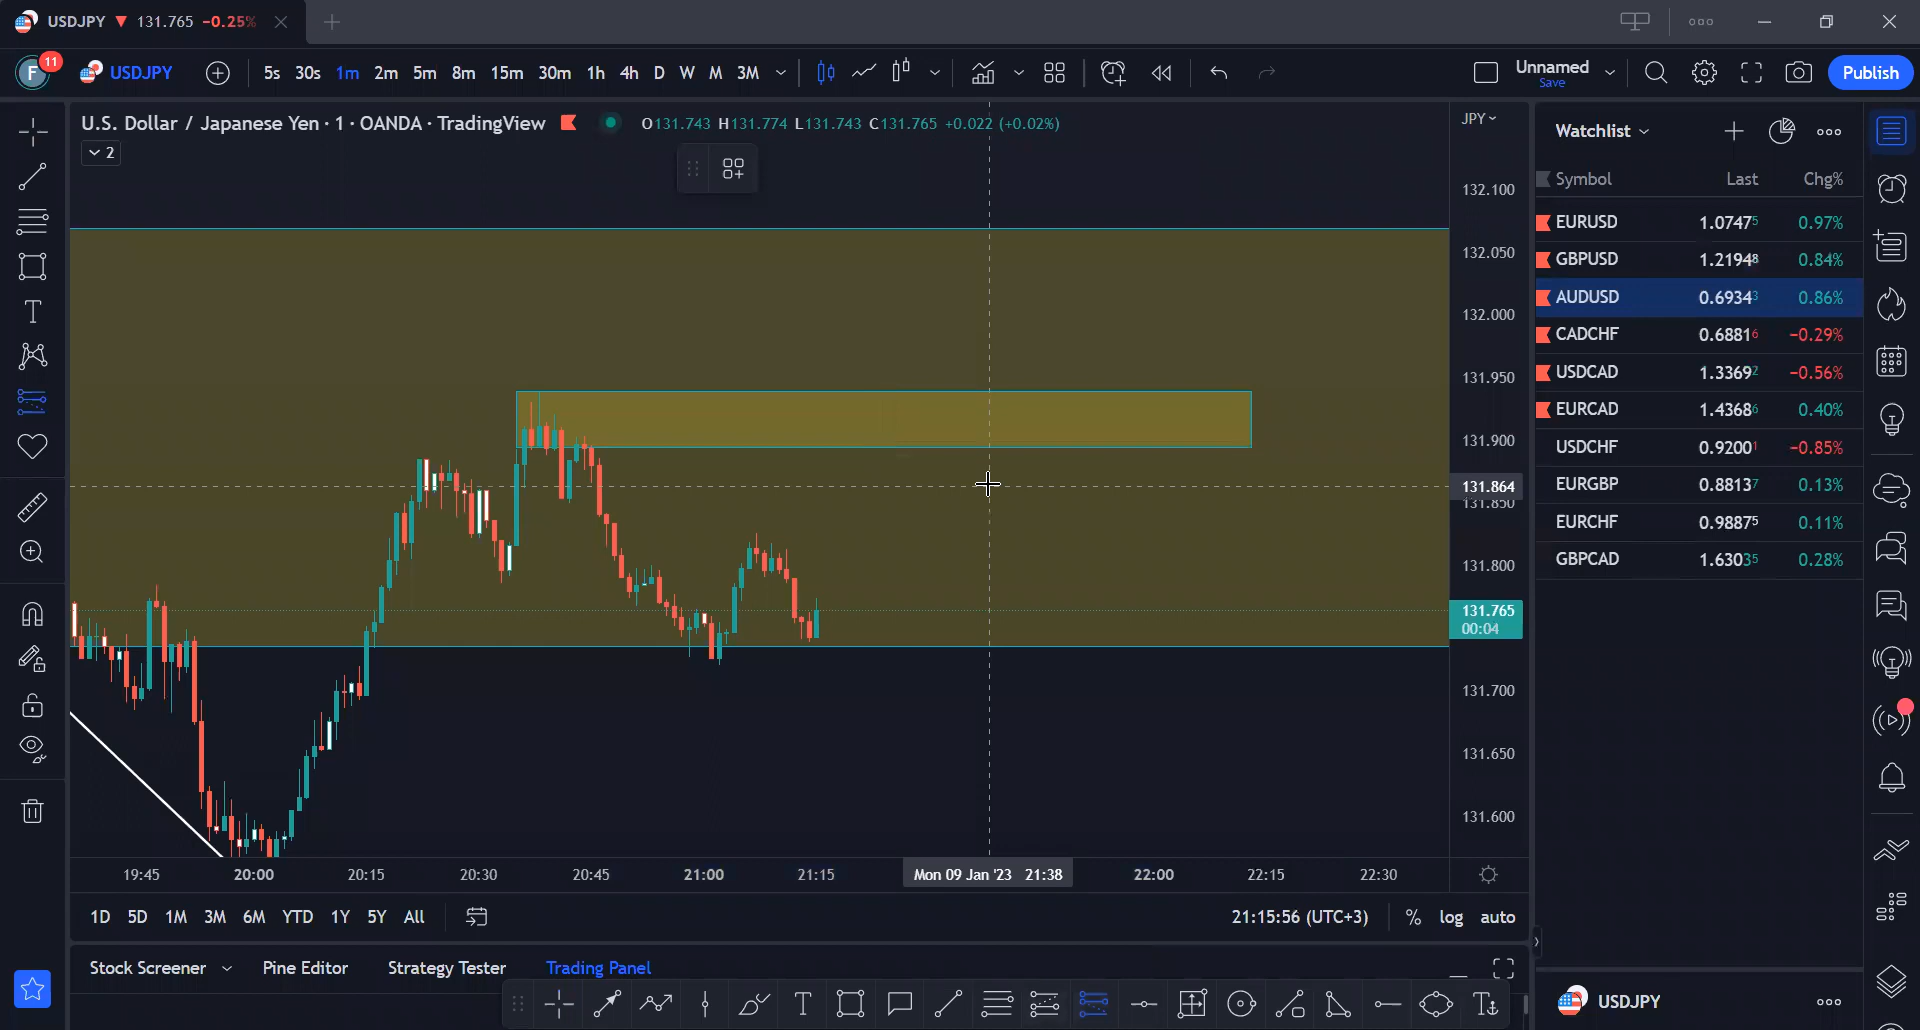 USDJPY ▼ 131.765 −0.25%
F 11 USDJPY 5s 30s 1m 2m 5m 8m 15m 30m 1h 4h D W M 3M Unnamed Save Publish
U.S. Dollar / Japanese Yen · 1 · OANDA · TradingView O131.743 H131.774 L131.743 C131.765 +0.022 (+0.02%)
2
JPY
132.100
132.050
132.000
131.950
131.900
131.864
131.850
131.800
131.765
00:04
131.700
131.650
131.600
19:45 20:00 20:15 20:30 20:45 21:00 21:15 Mon 09 Jan '23 21:38 22:00 22:15 22:30
1D 5D 1M 3M 6M YTD 1Y 5Y All 21:15:56 (UTC+3) % log auto
Stock Screener Pine Editor Strategy Tester Trading Panel
Watchlist
Symbol Last Chg%
EURUSD 1.07475 0.97%
GBPUSD 1.21948 0.84%
AUDUSD 0.69343 0.86%
CADCHF 0.68816 −0.29%
USDCAD 1.33692 −0.56%
EURCAD 1.43686 0.40%
USDCHF 0.92001 −0.85%
EURGBP 0.88137 0.13%
EURCHF 0.98875 0.11%
GBPCAD 1.63035 0.28%
USDJPY